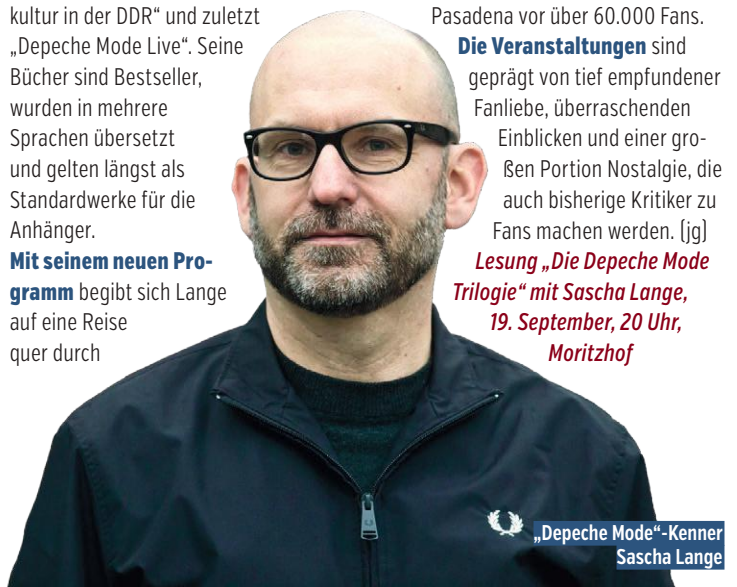 kultur in der DDR“ und zuletzt
„Depeche Mode Live“. Seine
Bücher sind Bestseller,
wurden in mehrere
Sprachen übersetzt
und gelten längst als
Standardwerke für die
Anhänger.
Mit seinem neuen Pro-
gramm begibt sich Lange
auf eine Reise
quer durch
Pasadena vor über 60.000 Fans.
Die Veranstaltungen sind
geprägt von tief empfundener
Fanliebe, überraschenden
Einblicken und einer gro-
ßen Portion Nostalgie, die
auch bisherige Kritiker zu
Fans machen werden. (jg)
Lesung „Die Depeche Mode
Trilogie“ mit Sascha Lange,
19. September, 20 Uhr,
Moritzhof
„Depeche Mode“-Kenner
Sascha Lange